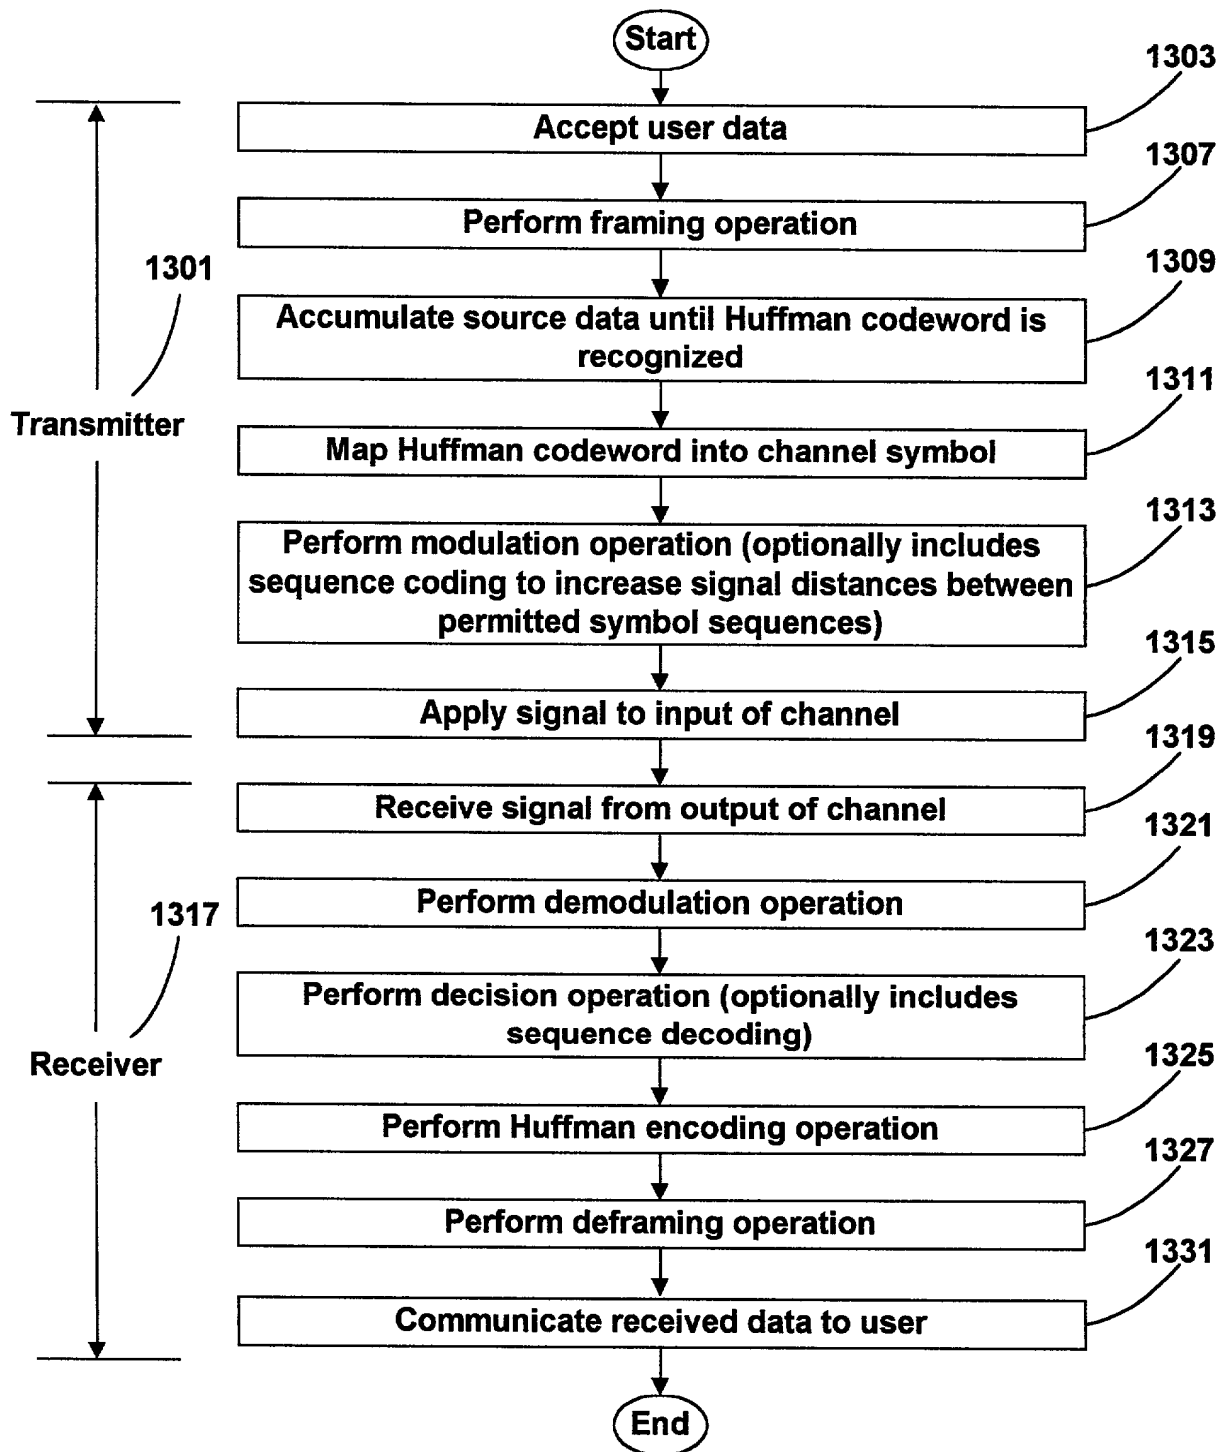 Start
1303
Accept user data
1307
Perform framing operation
1301
1309
Accumulate source data until Huffman codeword is
recognized
1311
Transmitter
Map Huffman codeword into channel symbol
1313
Perform modulation operation (optionally includes
sequence coding to increase signal distances between
permitted symbol sequences)
1315
Apply signal to input of channel
1319
Receive signal from output of channel
1321
Perform demodulation operation
1317
1323
Perform decision operation (optionally includes
sequence decoding)
Receiver
1325
Perform Huffman encoding operation
1327
Perform deframing operation
1331
Communicate received data to user
End